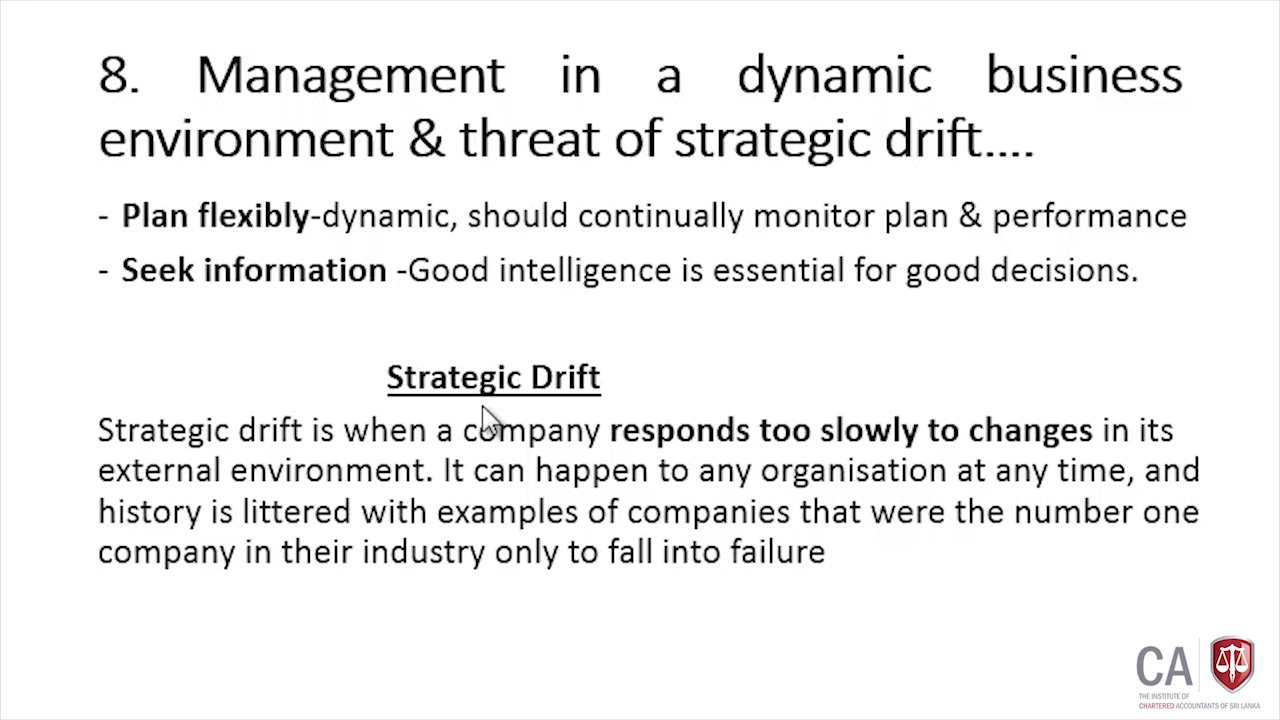 8. Management in a dynamic business
environment & threat of strategic drift....
- Plan flexibly-dynamic, should continually monitor plan & performance
- Seek information -Good intelligence is essential for good decisions.
Strategic Drift
Strategic drift is when a company responds too slowly to changes in its
external environment. It can happen to any organisation at any time, and
history is littered with examples of companies that were the number one
company in their industry only to fall into failure
CA
THE INSTITUTE OF
CHARTERED ACCOUNTANTS OF SRI LANKA